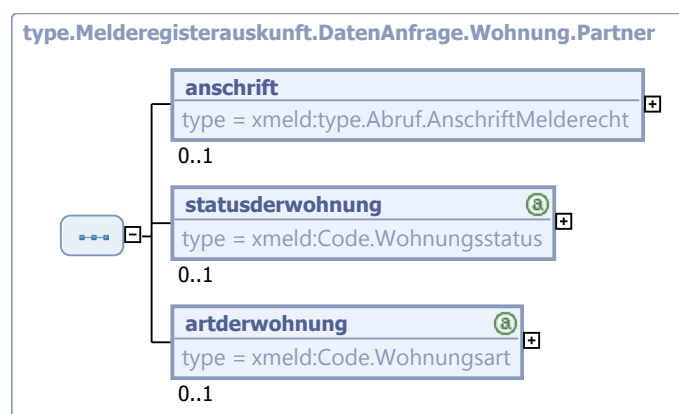 type.Melderegisterauskunft.DatenAnfrage.Wohnung.Partner
anschrift
type = xmeld:type.Abruf.AnschriftMelderecht
0..1
statusderwohnung
type = xmeld:Code.Wohnungsstatus
0..1
artderwohnung
type = xmeld:Code.Wohnungsart
0..1